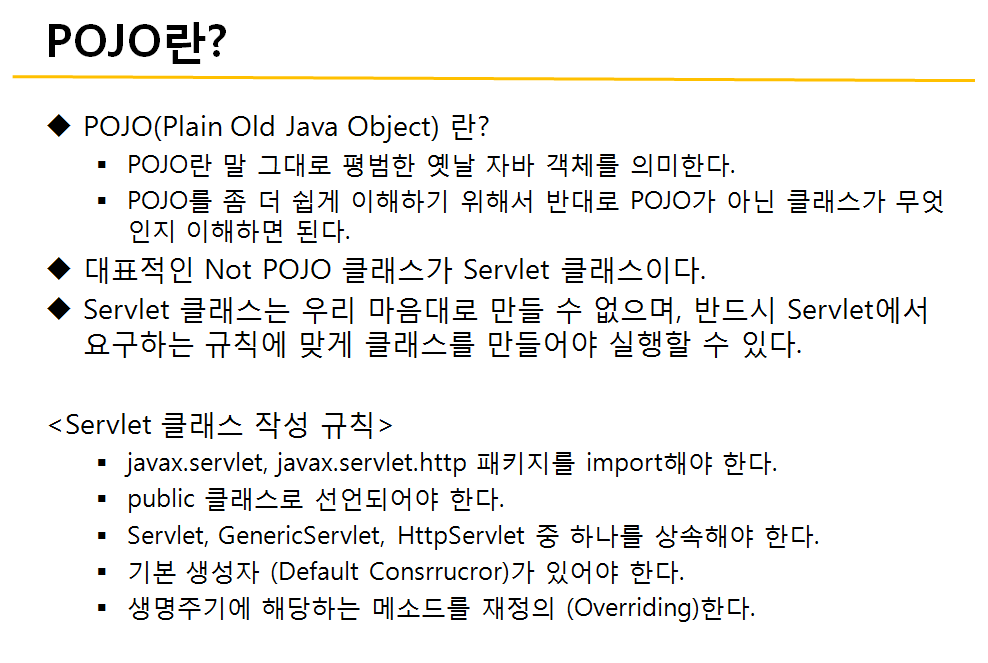 POJO란?
◆ POJO(Plain Old Java Object) 란?
▪ POJO란 말 그대로 평범한 옛날 자바 객체를 의미한다.
▪ POJO를 좀 더 쉽게 이해하기 위해서 반대로 POJO가 아닌 클래스가 무엇
인지 이해하면 된다.
◆ 대표적인 Not POJO 클래스가 Servlet 클래스이다.
◆ Servlet 클래스는 우리 마음대로 만들 수 없으며, 반드시 Servlet에서
요구하는 규칙에 맞게 클래스를 만들어야 실행할 수 있다.
<Servlet 클래스 작성 규칙>
▪ javax.servlet, javax.servlet.http 패키지를 import해야 한다.
▪ public 클래스로 선언되어야 한다.
▪ Servlet, GenericServlet, HttpServlet 중 하나를 상속해야 한다.
▪ 기본 생성자 (Default Consrrucror)가 있어야 한다.
▪ 생명주기에 해당하는 메소드를 재정의 (Overriding)한다.